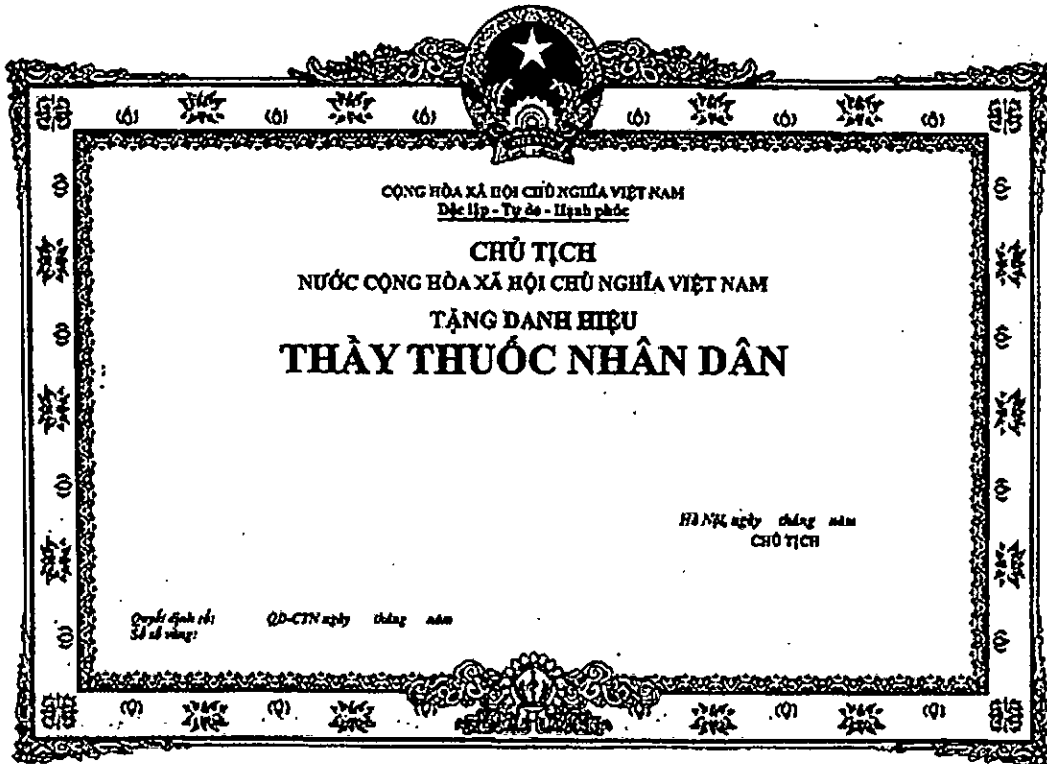 CỘNG HÒA XÃ HỘI CHỦ NGHĨA VIỆT NAM
Độc lập - Tự do - Hạnh phúc
CHỦ TỊCH
NƯỚC CỘNG HÒA XÃ HỘI CHỦ NGHĨA VIỆT NAM
TẶNG DANH HIỆU
THẦY THUỐC NHÂN DÂN
Hà Nội, ngày tháng năm
CHỦ TỊCH
Quyết định số: QĐ-CTN ngày tháng năm
Số sổ vàng: